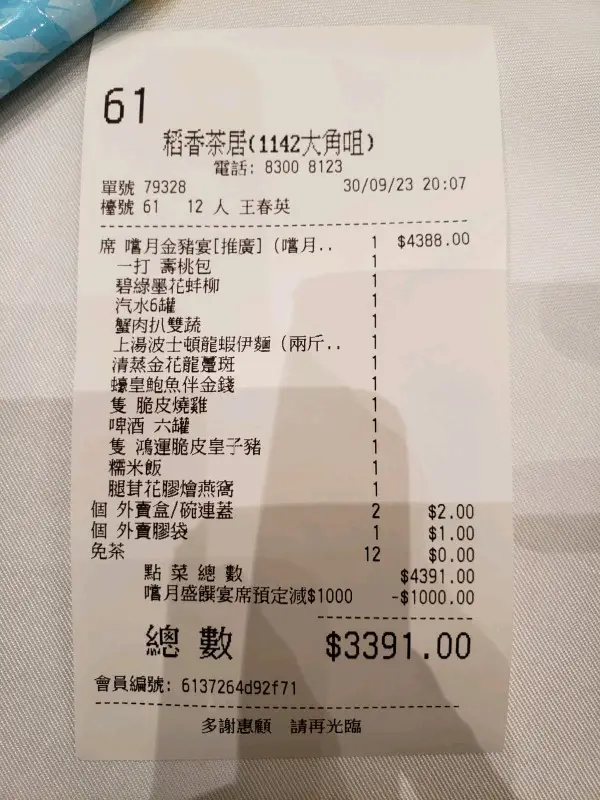 61
稻香茶居(1142大角咀)
電話: 8300 8123
單號 79328 30/09/23 20:07
檯號 61 12 人 王春英
席 嚐月金豬宴[推廣] (嚐月.. 1 $4388.00
一打 壽桃包 1
碧綠墨花蚌柳 1
汽水6罐 1
蟹肉扒雙蔬 1
上湯波士頓龍蝦伊麵 (兩斤.. 1
清蒸金花龍躉斑 1
蠔皇鮑魚伴金錢 1
隻 脆皮燒雞 1
啤酒 六罐 1
隻 鴻運脆皮皇子豬 1
糯米飯 1
腿茸花膠燴燕窩 1
個 外賣盒/碗連蓋 2 $2.00
個 外賣膠袋 1 $1.00
免茶 12 $0.00
點 菜 總 數 $4391.00
嚐月盛饌宴席預定減$1000 -$1000.00
總 數 $3391.00
會員編號: 6137264d92f71
多謝惠顧 請再光臨